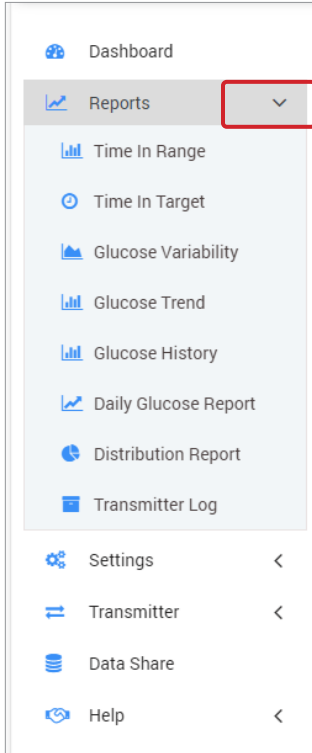 Dashboard
Reports
Time In Range
Time In Target
Glucose Variability
Glucose Trend
Glucose History
Daily Glucose Report
Distribution Report
Transmitter Log
Settings
Transmitter
Data Share
Help